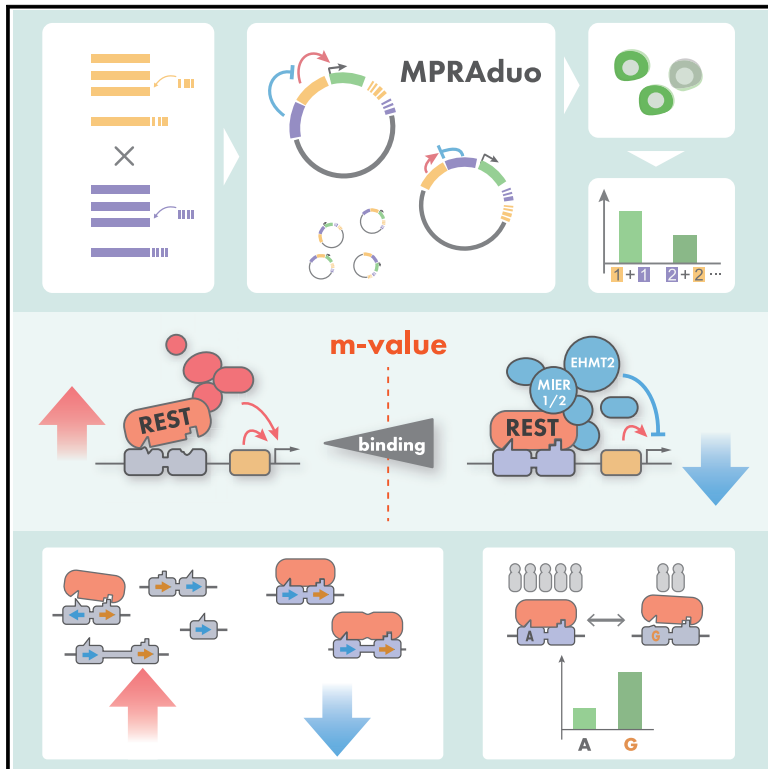 MPRAduo
1 + 1 2 + 2 ...
m-value
REST
binding
EHMT2
MIER
1/2
REST
A
G
A G